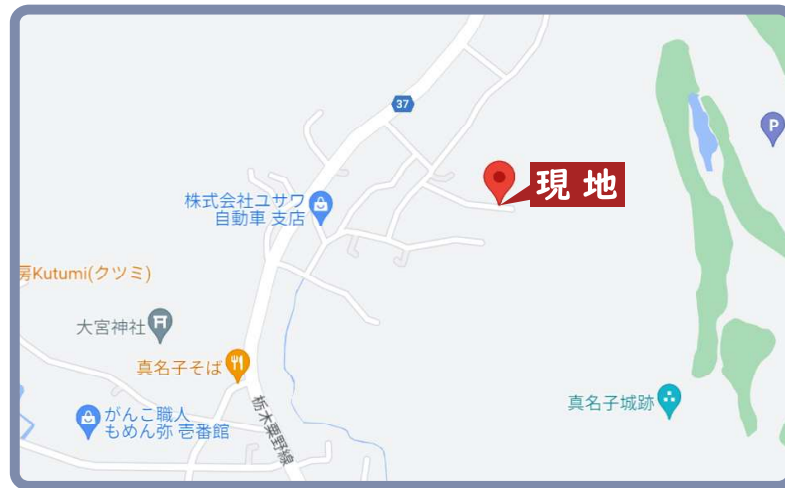 37
P
現 地
株式会社ユサワ
自動車 支店
房Kutumi(クツミ)
大宮神社
真名子そば
栃木粟野線
真名子城跡
がんこ職人
もめん弥 壱番館